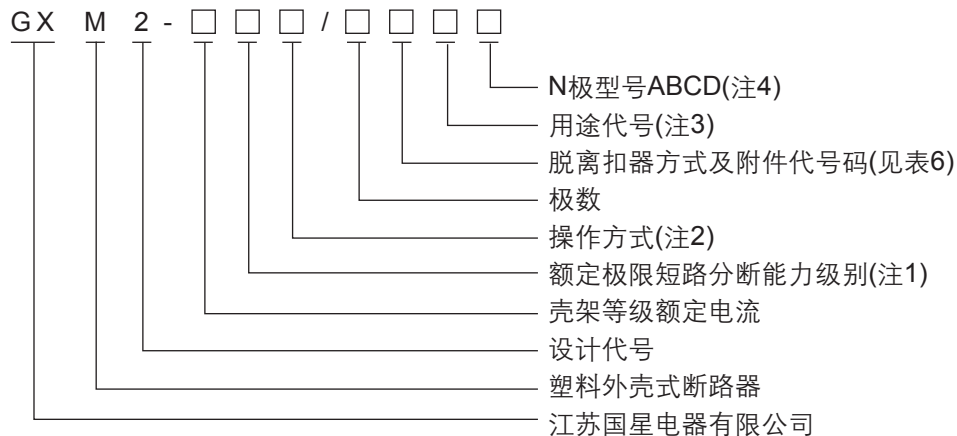 GX M 2 - □ □ □ / □ □ □ □
N极型号ABCD(注4)
用途代号(注3)
脱离扣器方式及附件代号码(见表6)
极数
操作方式(注2)
额定极限短路分断能力级别(注1)
壳架等级额定电流
设计代号
塑料外壳式断路器
江苏国星电器有限公司